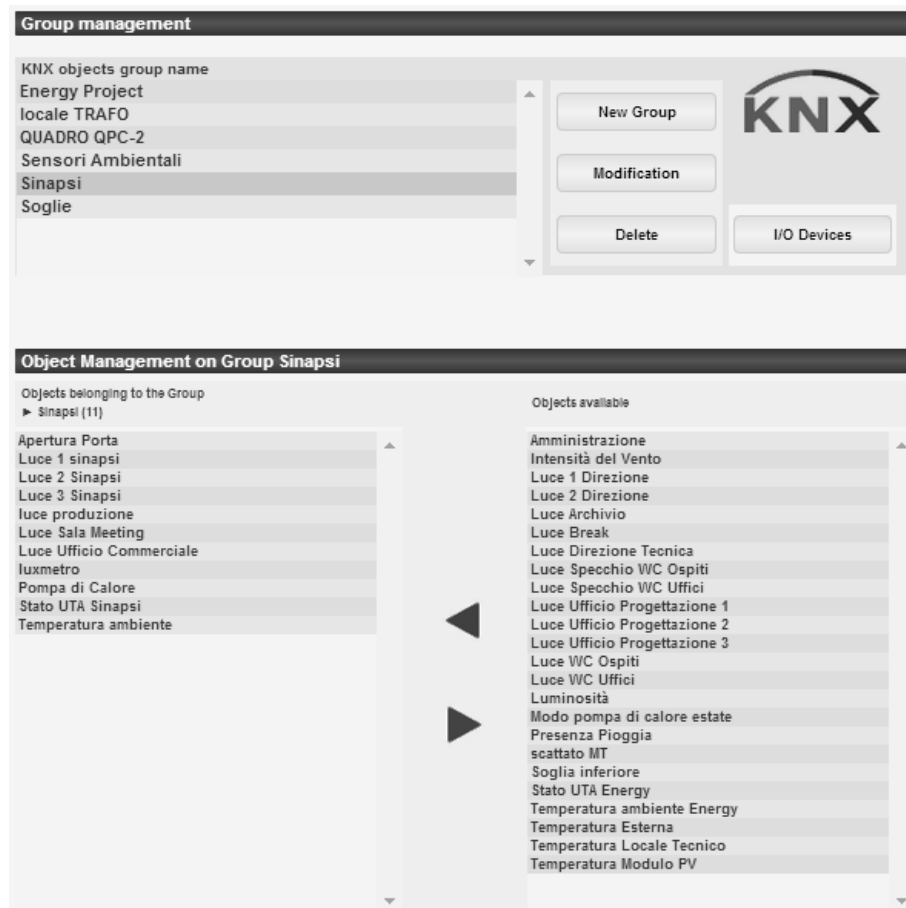 Group management
KNX objects group name
Energy Project
locale TRAFO
QUADRO QPC-2
Sensori Ambientali
Sinapsi
Soglie
New Group
Modification
Delete
KNX
I/O Devices
Object Management on Group Sinapsi
Objects belonging to the Group
► Sinapsi (11)
Apertura Porta
Luce 1 sinapsi
Luce 2 Sinapsi
Luce 3 Sinapsi
luce produzione
Luce Sala Meeting
Luce Ufficio Commerciale
luxmetro
Pompa di Calore
Stato UTA Sinapsi
Temperatura ambiente
Objects available
Amministrazione
Intensità del Vento
Luce 1 Direzione
Luce 2 Direzione
Luce Archivio
Luce Break
Luce Direzione Tecnica
Luce Specchio WC Ospiti
Luce Specchio WC Uffici
Luce Ufficio Progettazione 1
Luce Ufficio Progettazione 2
Luce Ufficio Progettazione 3
Luce WC Ospiti
Luce WC Uffici
Luminosità
Modo pompa di calore estate
Presenza Pioggia
scattato MT
Soglia inferiore
Stato UTA Energy
Temperatura ambiente Energy
Temperatura Esterna
Temperatura Locale Tecnico
Temperatura Modulo PV